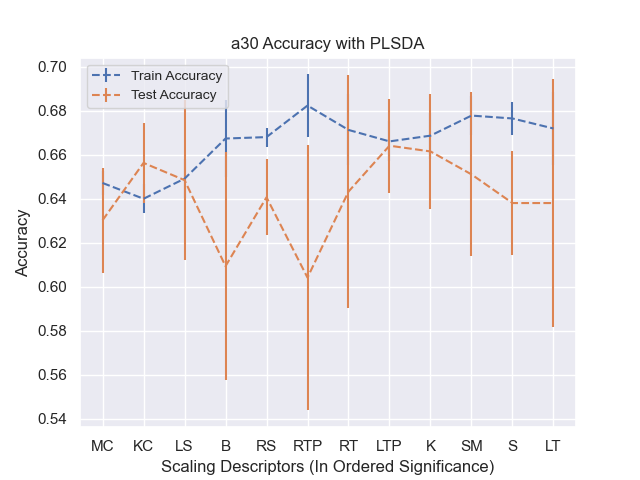 a30 Accuracy with PLSDA
Train Accuracy
Test Accuracy
0.70
0.68
0.66
0.64
0.62
0.60
0.58
0.56
0.54
Accuracy
MC KC LS B RS RTP RT LTP K SM S LT
Scaling Descriptors (In Ordered Significance)